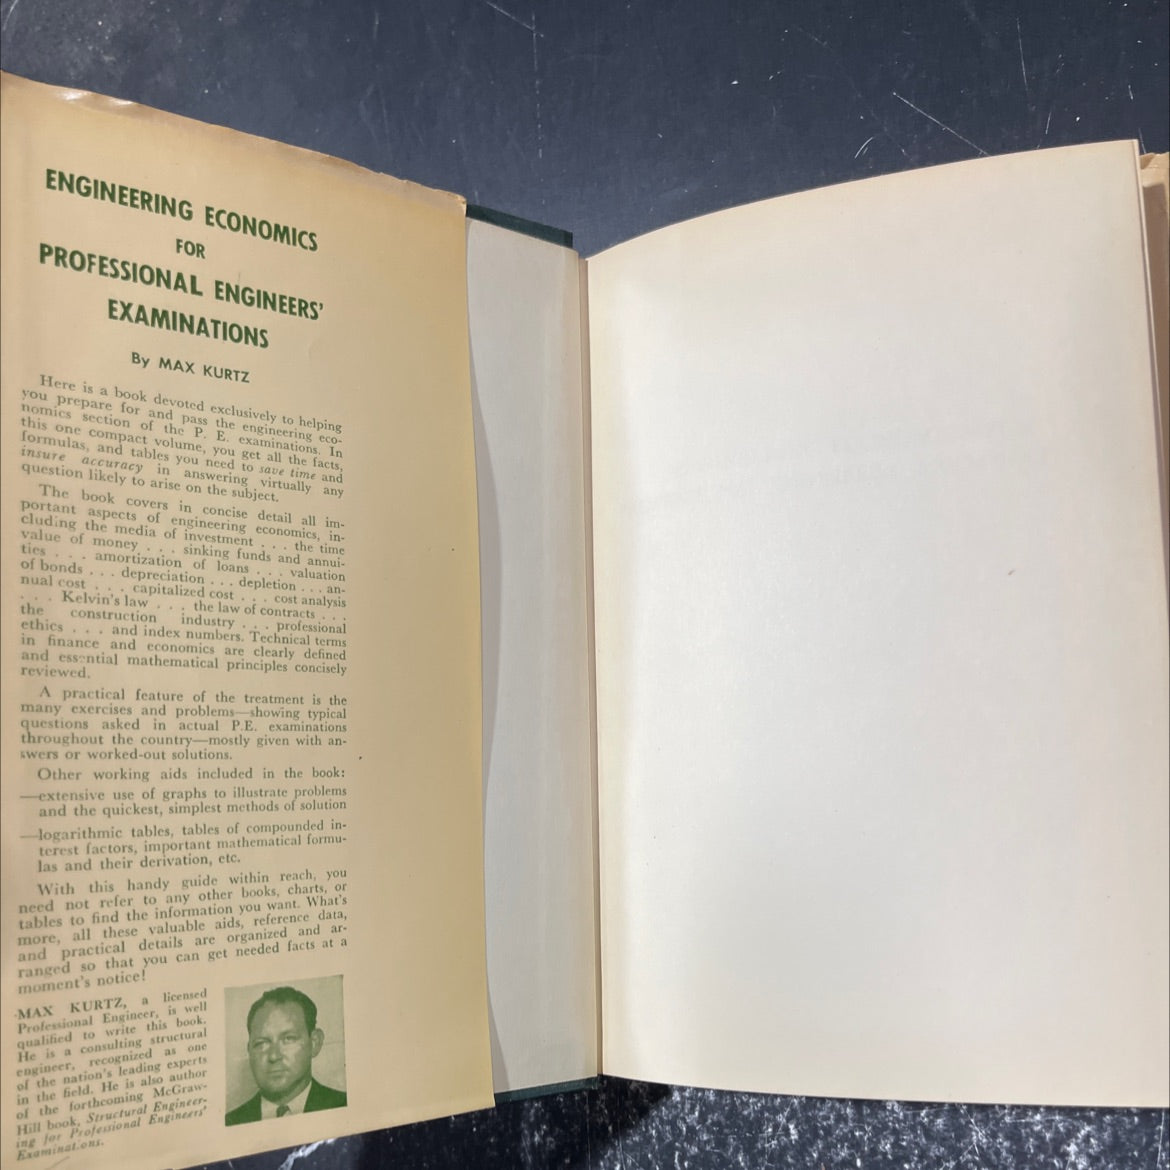 ENGINEERING ECONOMICS
FOR
PROFESSIONAL ENGINEERS'
EXAMINATIONS
By MAX KURTZ
Here is a book devoted exclusively to helping
you prepare for and pass the engineering eco-
nomics section of the P. E. examinations. In
this one compact volume, you get all the facts,
formulas, and tables you need to save time and
insure accuracy in answering virtually any
question likely to arise on the subject.
The book covers in concise detail all im-
portant aspects of engineering economics, in-
cluding the media of investment . . . the time
value of money . . . sinking funds and annui-
ties . . . amortization of loans . . . valuation
of bonds . . . depreciation . . . depletion . . . an-
nual cost . . . capitalized cost . . . cost analysis
. . . Kelvin's law . . . the law of contracts . . .
the construction industry . . . professional
ethics . . . and index numbers. Technical terms
in finance and economics are clearly defined
and essential mathematical principles concisely
reviewed.
A practical feature of the treatment is the
many exercises and problems—showing typical
questions asked in actual P.E. examinations
throughout the country—mostly given with an-
swers or worked-out solutions.
Other working aids included in the book:
—extensive use of graphs to illustrate problems
and the quickest, simplest methods of solution
—logarithmic tables, tables of compounded in-
terest factors, important mathematical formu-
las and their derivation, etc.
With this handy guide within reach, you
need not refer to any other books, charts, or
tables to find the information you want. What's
more, all these valuable aids, reference data,
and practical details are organized and ar-
ranged so that you can get needed facts at a
moment's notice!
MAX KURTZ, a licensed
Professional Engineer, is well
qualified to write this book.
He is a consulting structural
engineer, recognized as one
of the nation's leading experts
in the field. He is also author
of the forthcoming McGraw-
Hill book, Structural Engineer-
ing for Professional Engineers'
Examinations.